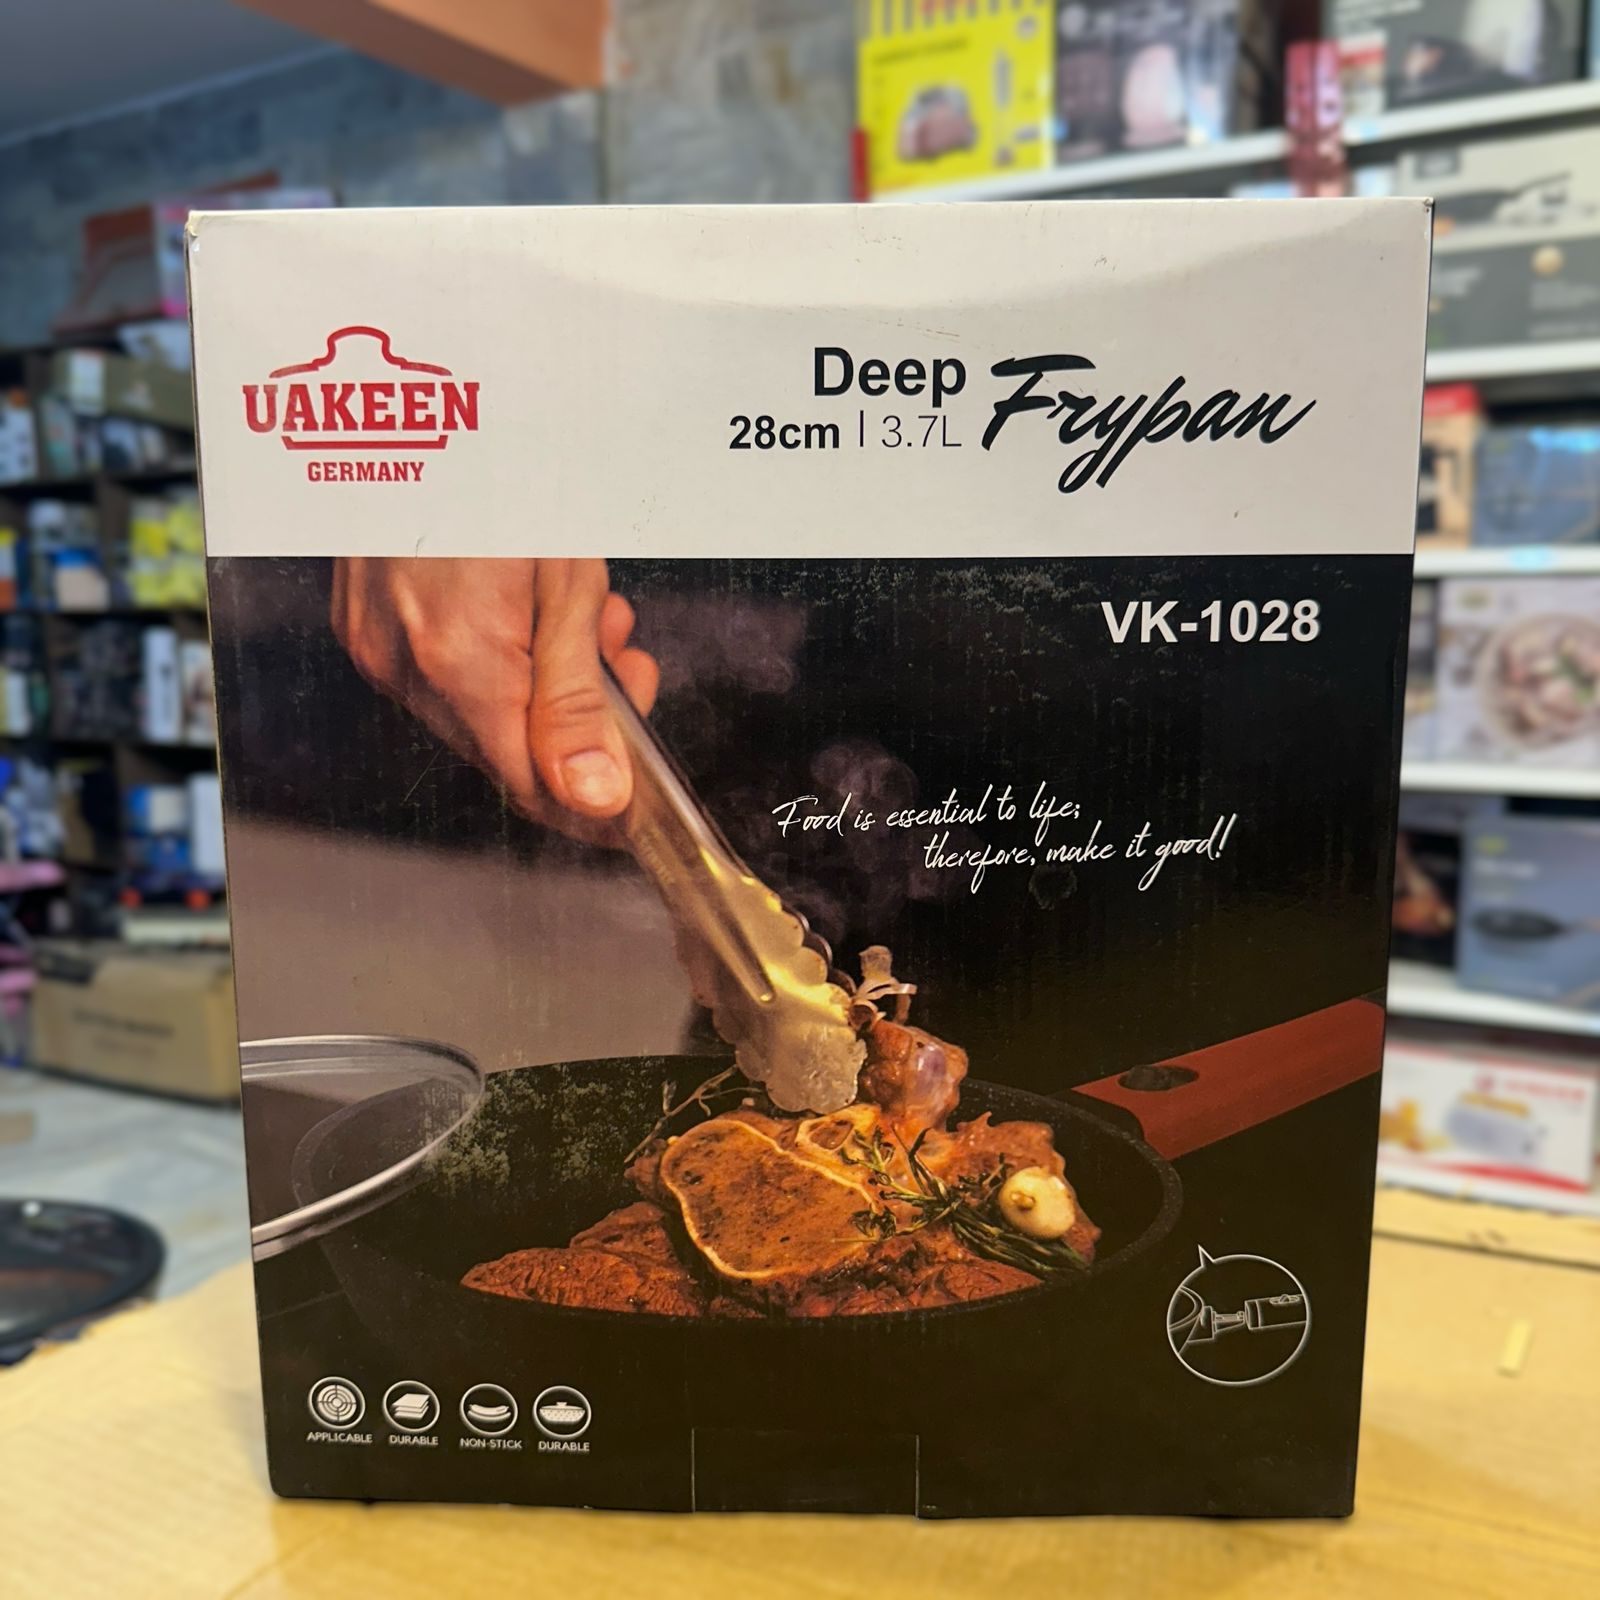 UAKEEN
GERMANY
Deep Frypan
28cm | 3.7L
VK-1028
Food is essential to life;
therefore, make it good!
APPLICABLE
DURABLE
NON-STICK
DURABLE